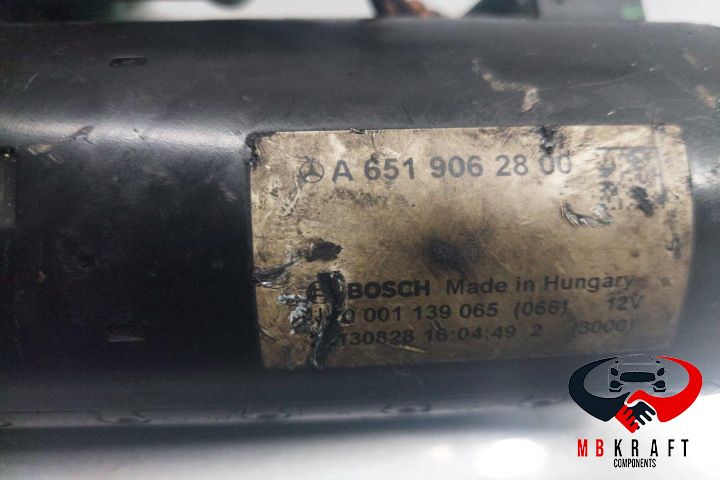 A 651 906 28 00
BOSCH Made in Hungary
0 001 139 065 (066) 12V
130828 16:04:49 2 (3000)
MBKRAFT
COMPONENTS